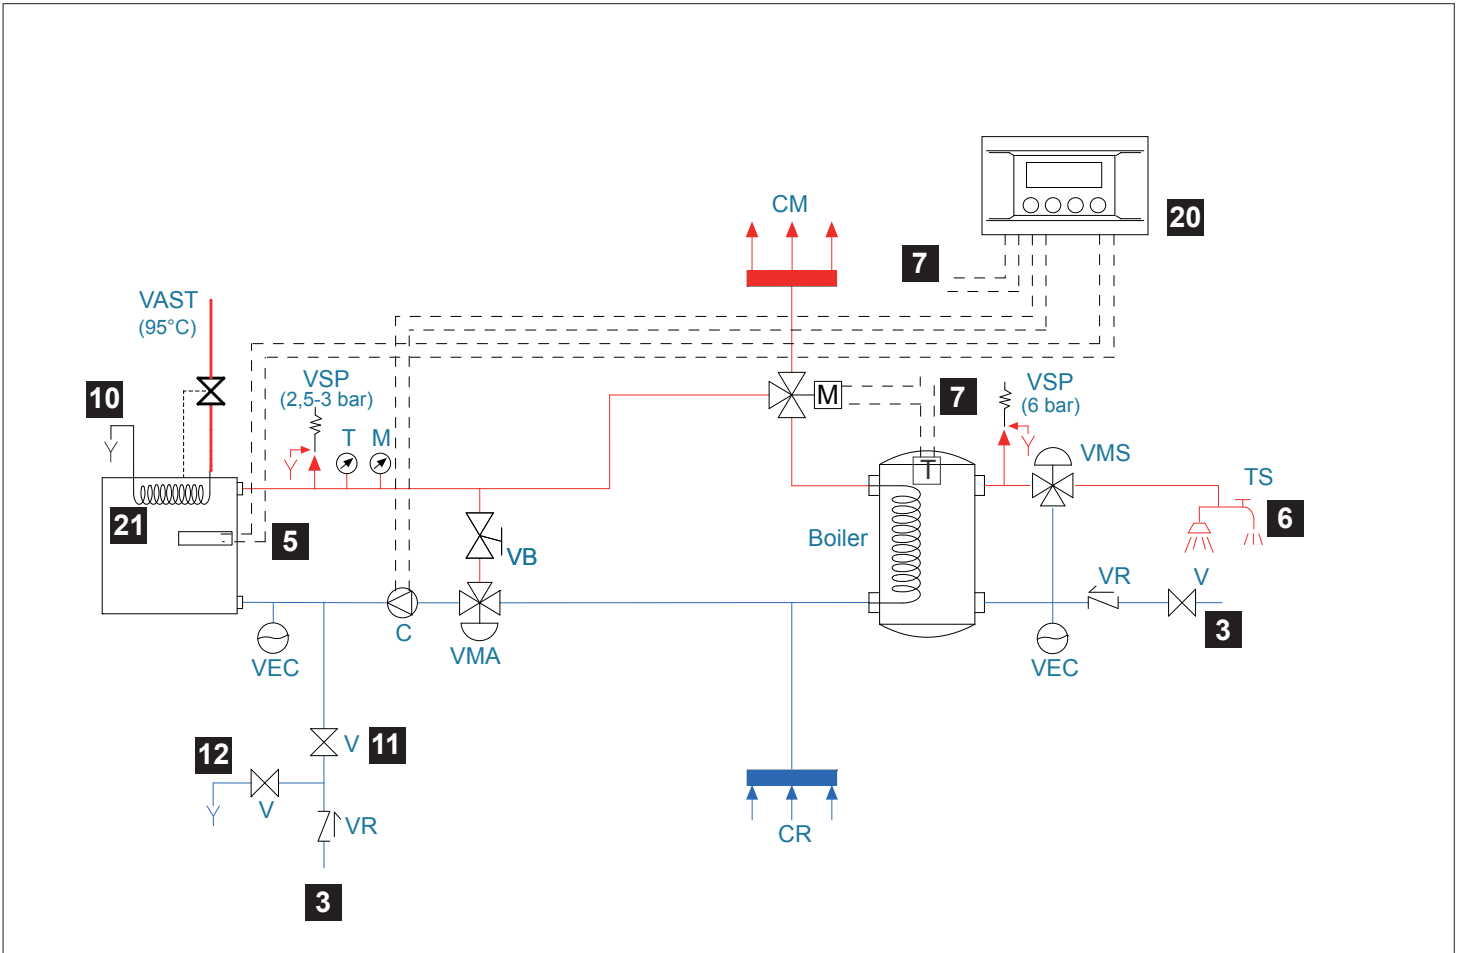 20
CM
7
VAST
(95°C)
VSP
(2,5-3 bar)
10
T M
M
7
VSP
(6 bar)
T
VMS
TS
6
21
5
VB
Boiler
VR
V
3
C
VMA
VEC
VEC
V
11
12
V
VR
CR
3